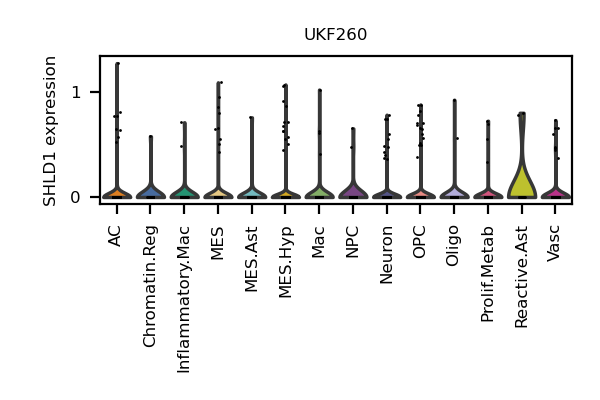 UKF260
SHLD1 expression
1
0
AC
Chromatin.Reg
Inflammatory.Mac
MES
MES.Ast
MES.Hyp
Mac
NPC
Neuron
OPC
Oligo
Prolif.Metab
Reactive.Ast
Vasc